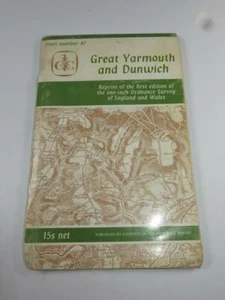 sheet number 47
Great Yarmouth
and Dunwich
Reprint of the first edition of
the one-inch Ordnance Survey
of England and Wales
15s net